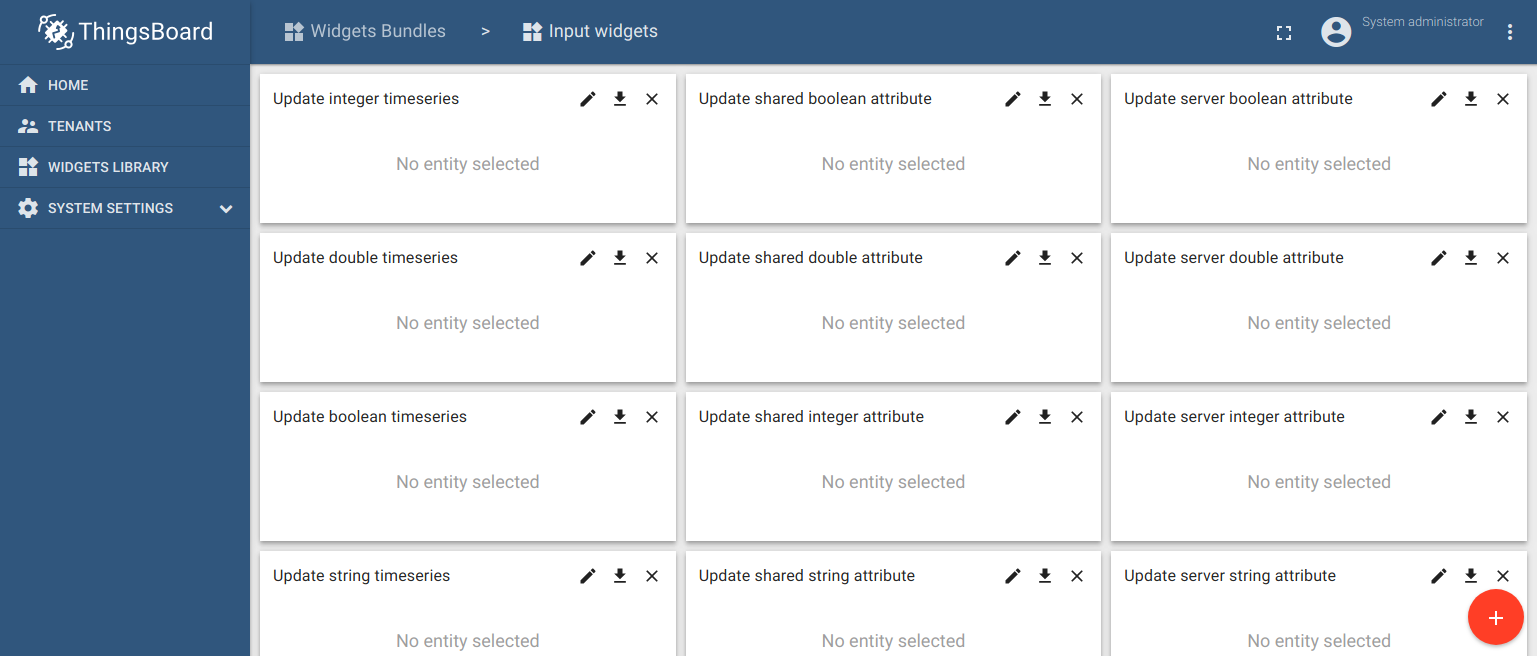 ThingsBoard
Widgets Bundles > Input widgets
System administrator
HOME
TENANTS
WIDGETS LIBRARY
SYSTEM SETTINGS
Update integer timeseries
No entity selected
Update shared boolean attribute
No entity selected
Update server boolean attribute
No entity selected
Update double timeseries
No entity selected
Update shared double attribute
No entity selected
Update server double attribute
No entity selected
Update boolean timeseries
No entity selected
Update shared integer attribute
No entity selected
Update server integer attribute
No entity selected
Update string timeseries
No entity selected
Update shared string attribute
No entity selected
Update server string attribute
No entity selected